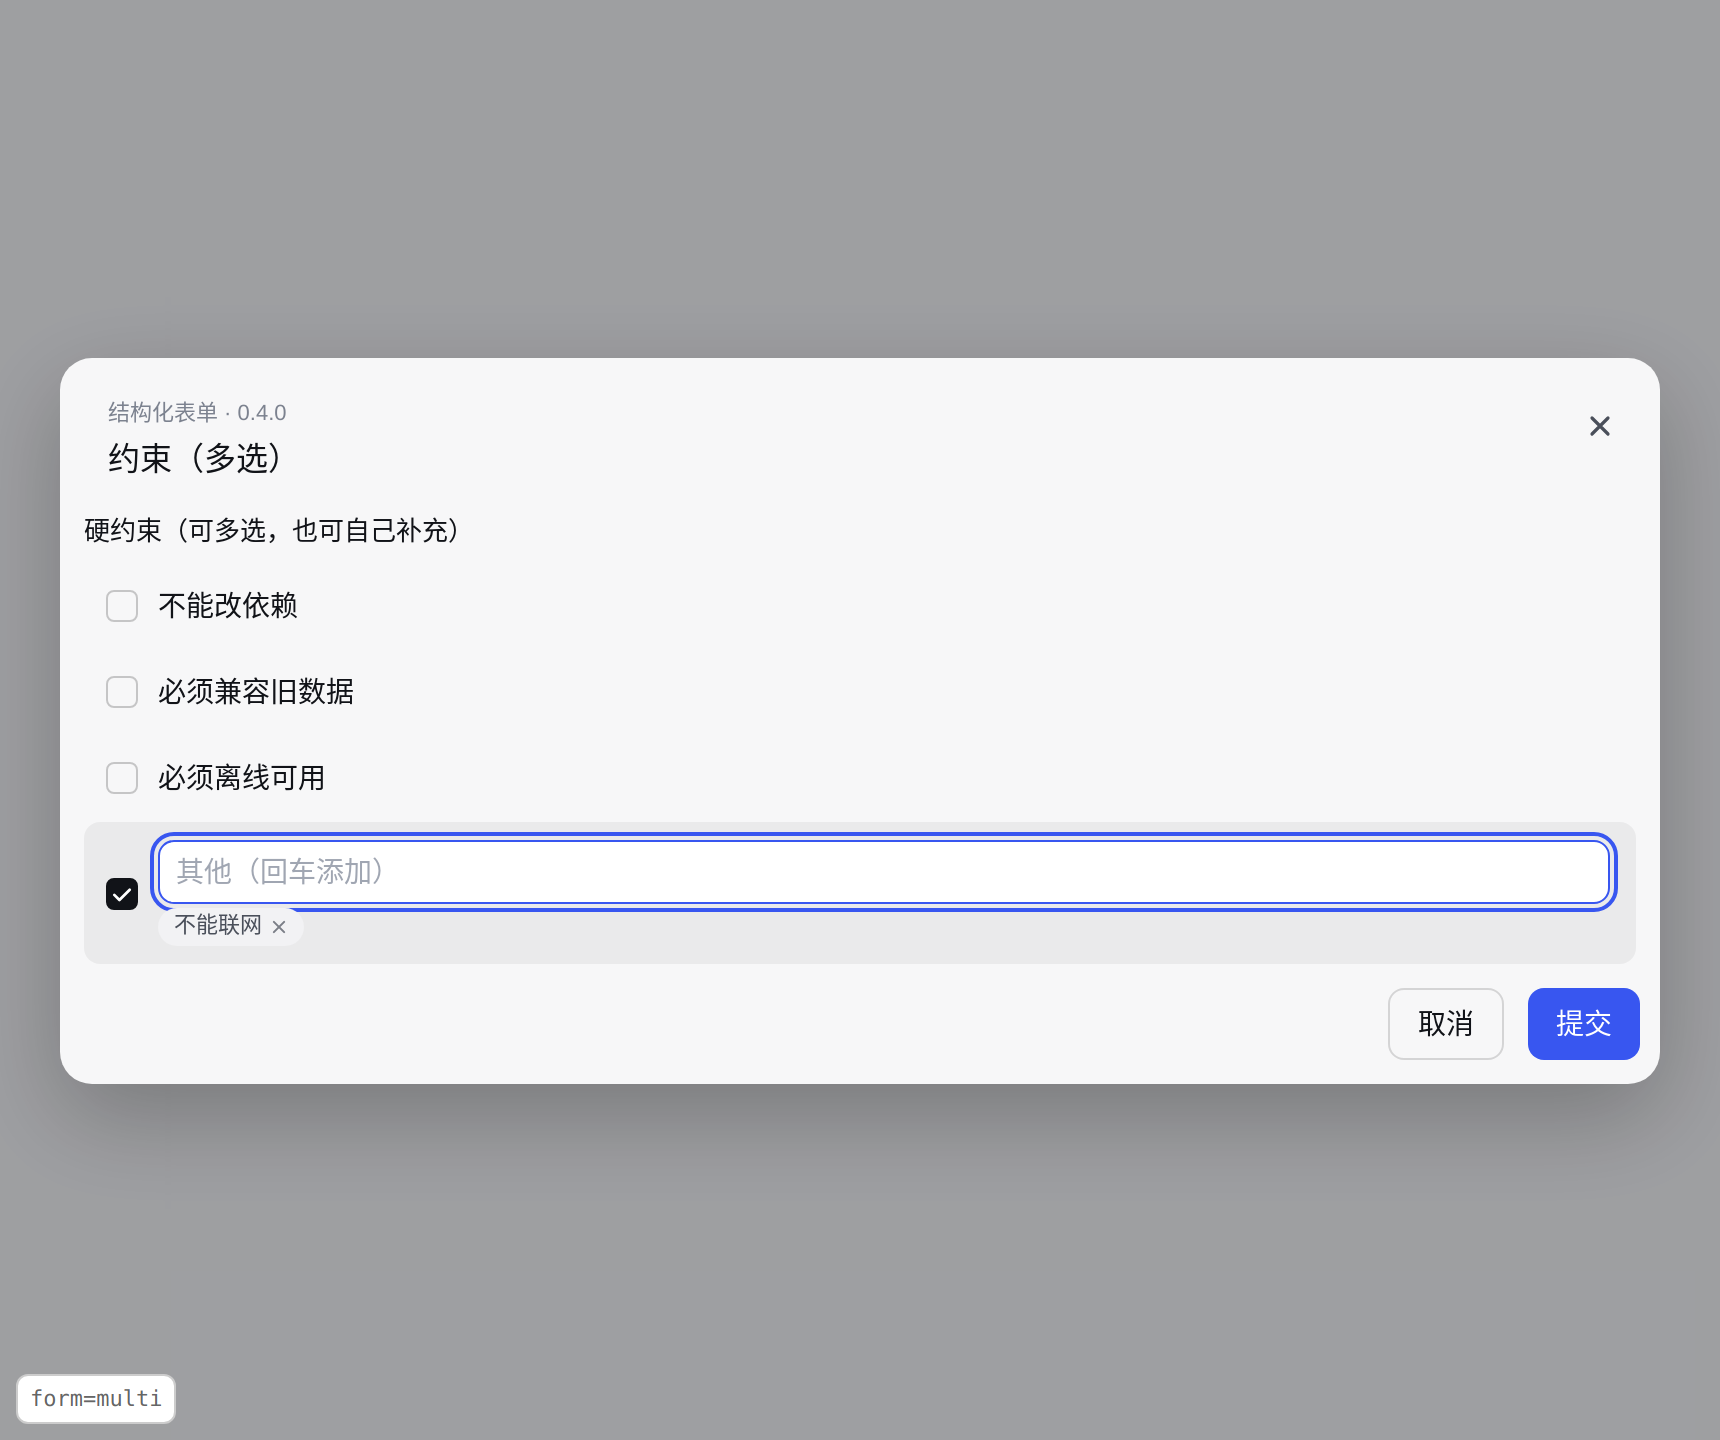 结构化表单 · 0.4.0
约束（多选）
硬约束（可多选，也可自己补充）
不能改依赖
必须兼容旧数据
必须离线可用
其他（回车添加）
不能联网
取消
提交
form=multi